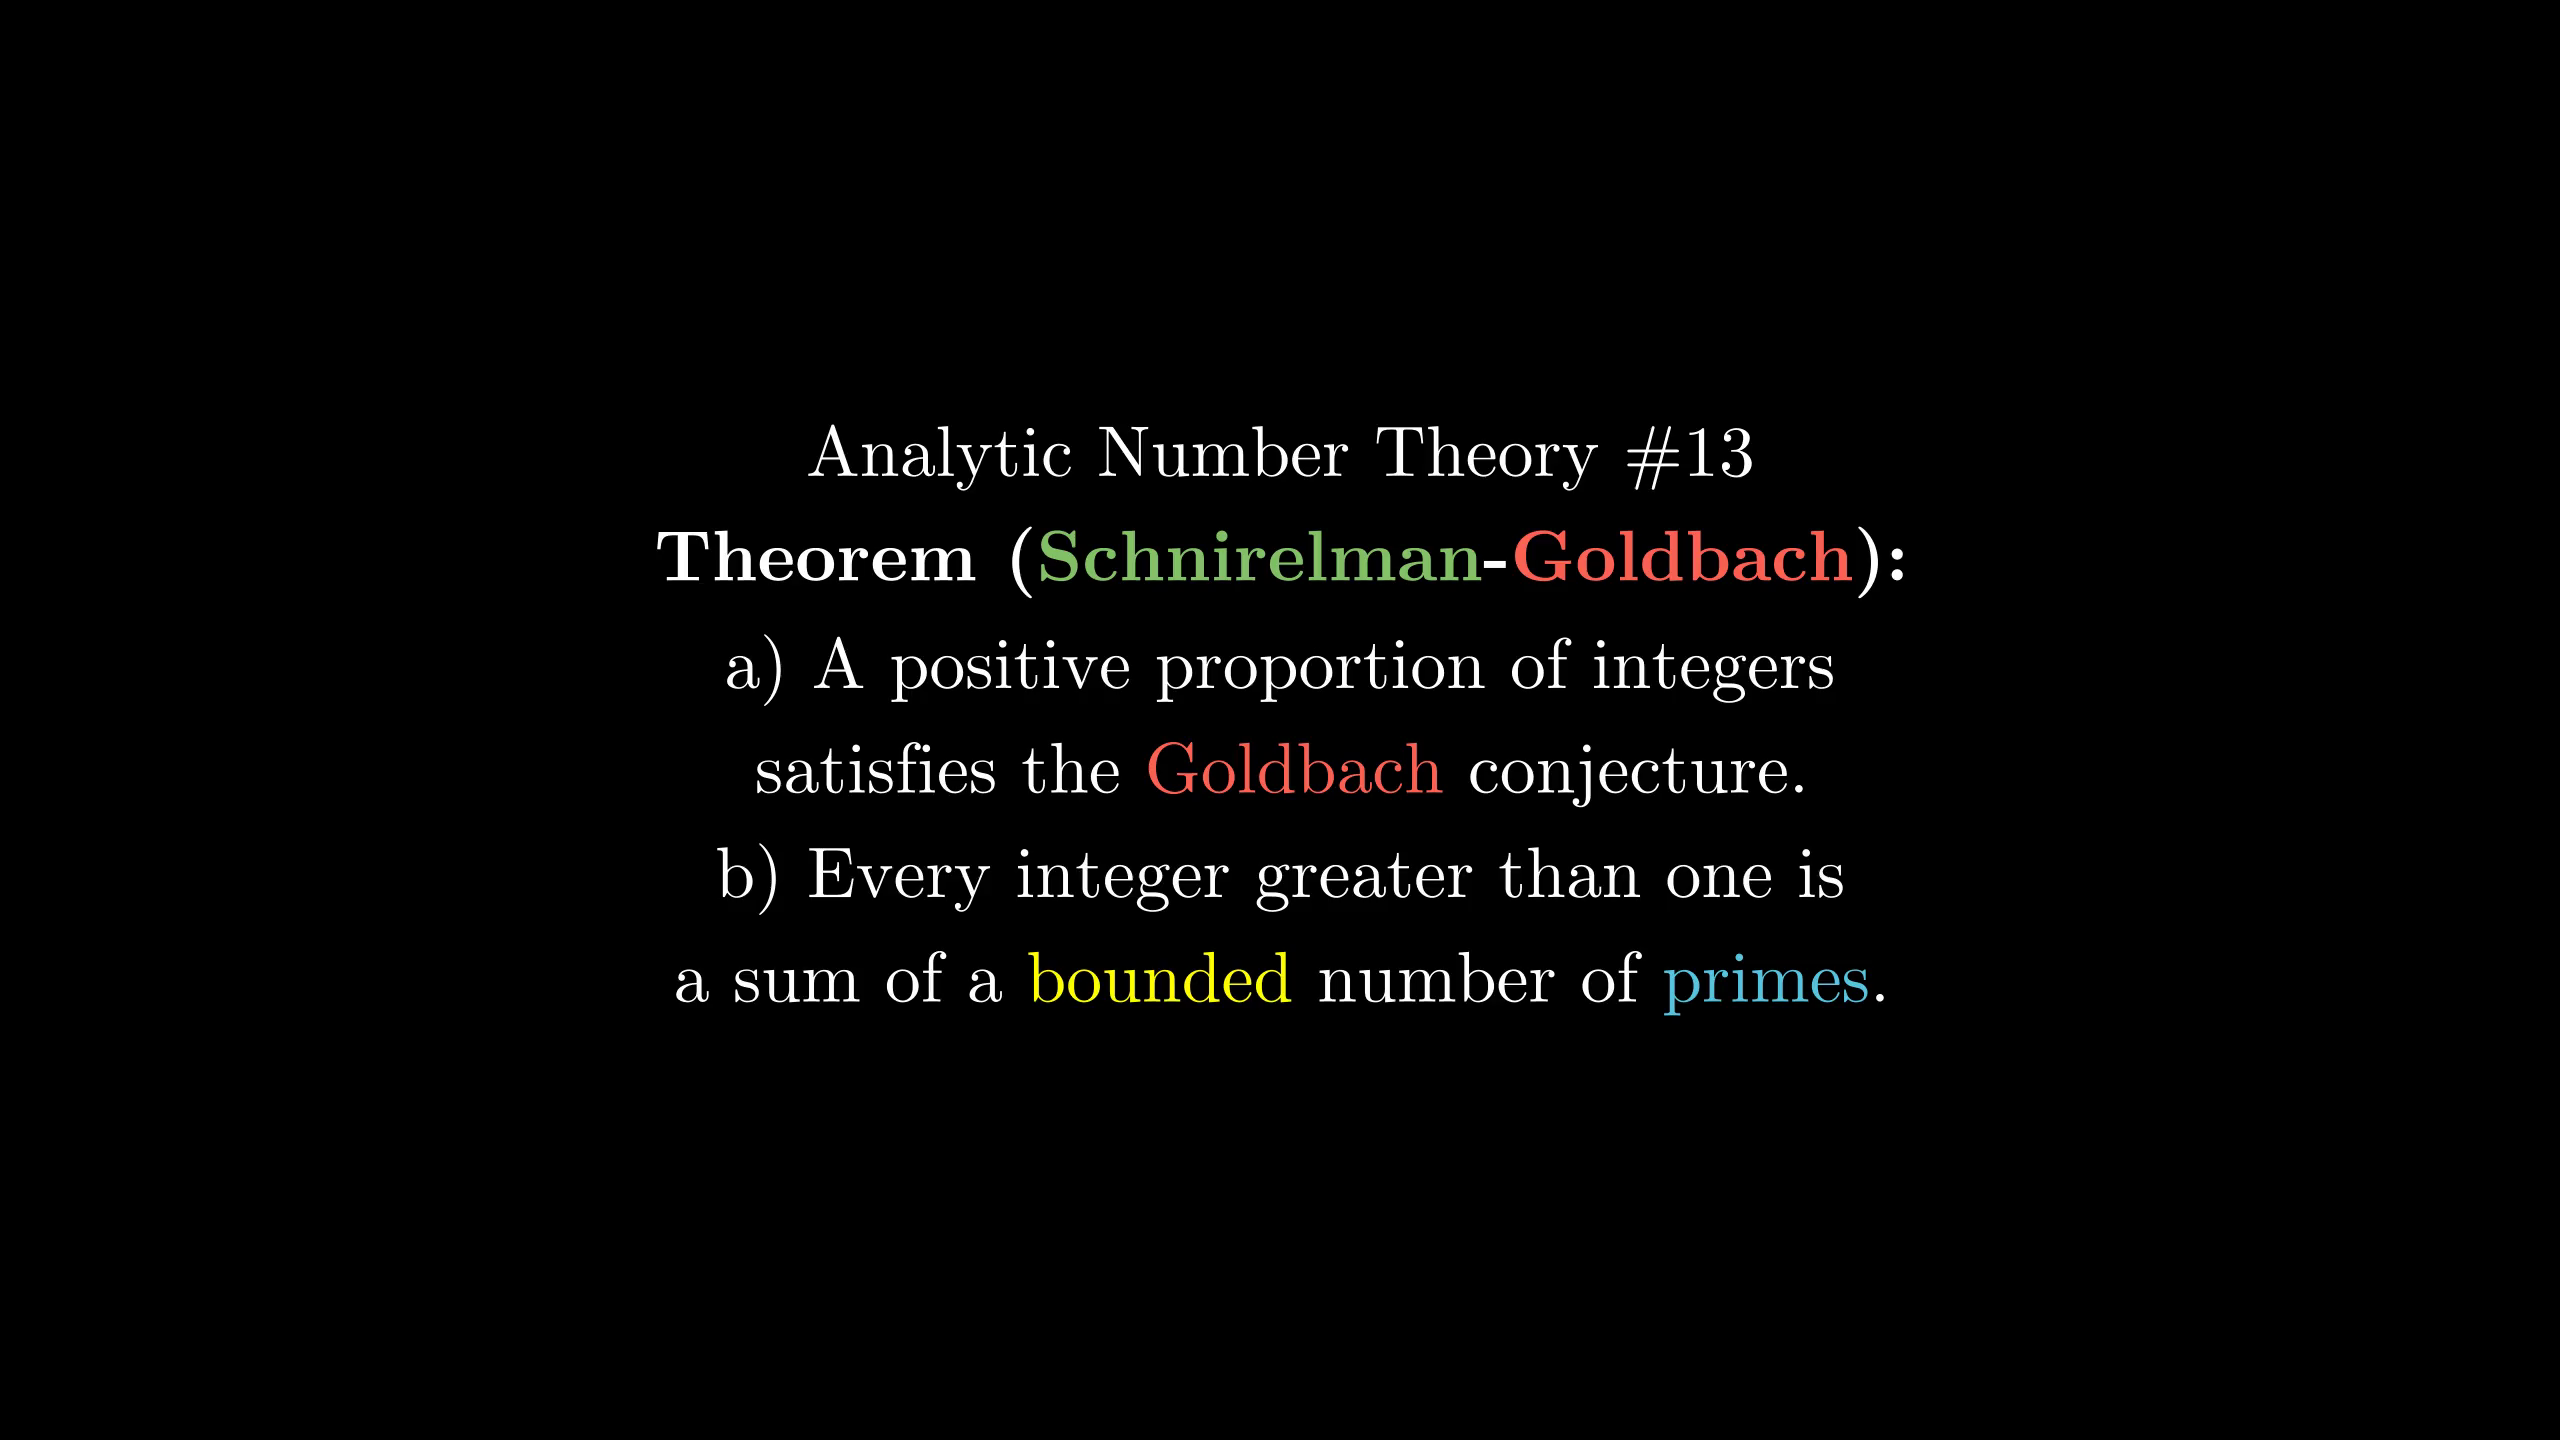 Analytic Number Theory #13
Theorem (Schnirelman-Goldbach):
a) A positive proportion of integers
satisfies the Goldbach conjecture.
b) Every integer greater than one is
a sum of a bounded number of primes.